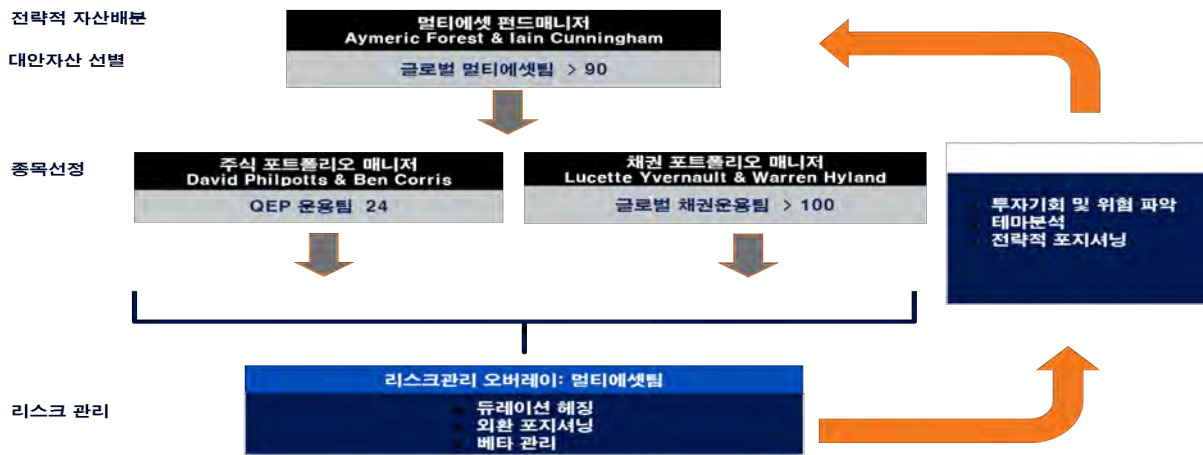 전략적 자산배분
대안자산 선별
멀티에셋 펀드매니저
Aymeric Forest & Iain Cunningham
글로벌 멀티에셋팀 > 90
종목선정
주식 포트폴리오 매니저
David Philpotts & Ben Corris
QEP 운용팀 24
채권 포트폴리오 매니저
Lucette Yvernault & Warren Hyland
글로벌 채권운용팀 > 100
투자기회 및 위험 파악
테마분석
전략적 포지셔닝
리스크관리 오버레이: 멀티에셋팀
리스크 관리
듀레이션 헤징
외환 포지셔닝
베타 관리